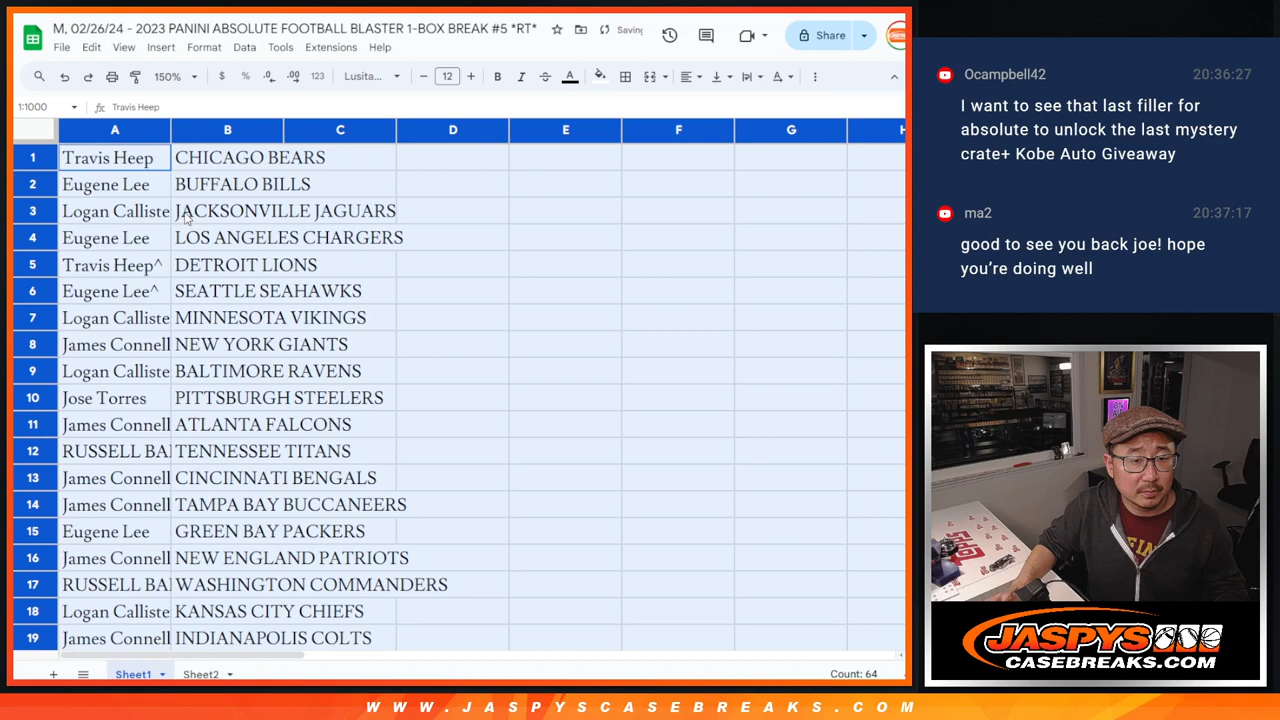 M, 02/26/24 - 2023 PANINI ABSOLUTE FOOTBALL BLASTER 1-BOX BREAK #5 *RT*
Saving
Share
File Edit View Insert Format Data Tools Extensions Help
150% $ % .0 .00 123 Lusita... − 12 + B I S A
1:1000 fx Travis Heep
A B C D E F G H
1 Travis Heep CHICAGO BEARS
2 Eugene Lee BUFFALO BILLS
3 Logan Calliste JACKSONVILLE JAGUARS
4 Eugene Lee LOS ANGELES CHARGERS
5 Travis Heep^ DETROIT LIONS
6 Eugene Lee^ SEATTLE SEAHAWKS
7 Logan Calliste MINNESOTA VIKINGS
8 James Connell NEW YORK GIANTS
9 Logan Calliste BALTIMORE RAVENS
10 Jose Torres PITTSBURGH STEELERS
11 James Connell ATLANTA FALCONS
12 RUSSELL BA TENNESSEE TITANS
13 James Connell CINCINNATI BENGALS
14 James Connell TAMPA BAY BUCCANEERS
15 Eugene Lee GREEN BAY PACKERS
16 James Connell NEW ENGLAND PATRIOTS
17 RUSSELL BA WASHINGTON COMMANDERS
18 Logan Calliste KANSAS CITY CHIEFS
19 James Connell INDIANAPOLIS COLTS
+ Sheet1 Sheet2 Count: 64
Ocampbell42 20:36:27
I want to see that last filler for
absolute to unlock the last mystery
crate+ Kobe Auto Giveaway
ma2 20:37:17
good to see you back joe! hope
you're doing well
TOPPS
JASPYS
CASEBREAKS.COM
WWW.JASPYSCASEBREAKS.COM